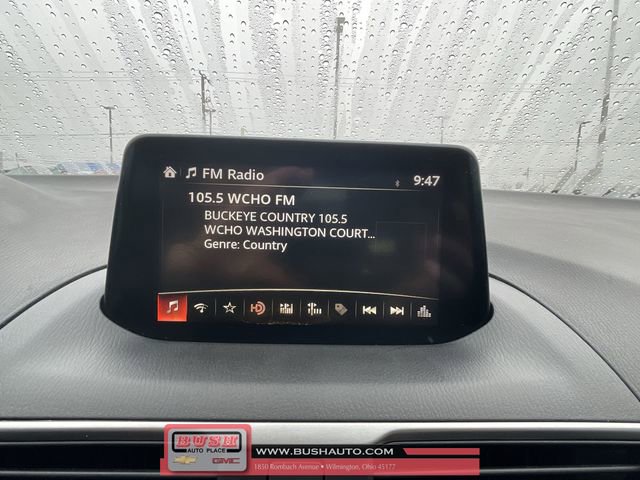 FM Radio
9:47
105.5 WCHO FM
BUCKEYE COUNTRY 105.5
WCHO WASHINGTON COURT...
Genre: Country
HD
BUSH
AUTO PLACE
GMC
WWW.BUSHAUTO.COM
1850 Rombach Avenue • Wilmington, Ohio 45177